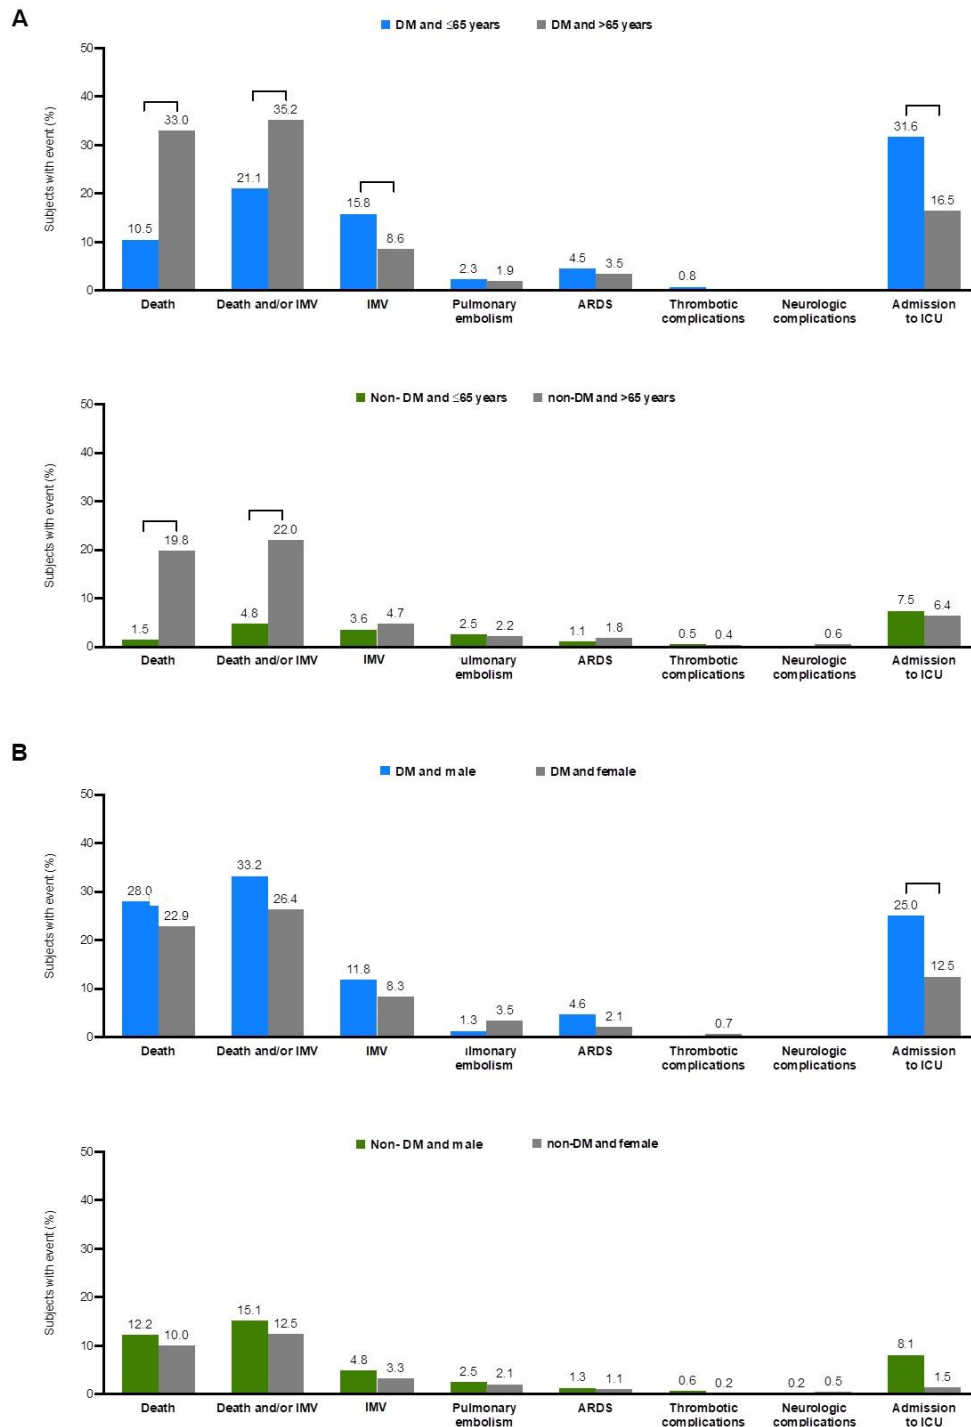 A
DM and ≤65 years DM and >65 years
Subjects with event (%)
50
40
30
20
10
0
10.5 33.0 21.1 35.2 15.8 8.6 2.3 1.9 4.5 3.5 0.8 31.6 16.5
Death Death and/or IMV IMV Pulmonary ARDS Thrombotic Neurologic Admission
embolism complications complications to ICU
Non- DM and ≤65 years non-DM and >65 years
Subjects with event (%)
50
40
30
20
10
0
1.5 19.8 4.8 22.0 3.6 4.7 2.5 2.2 1.1 1.8 0.5 0.4 0.6 7.5 6.4
Death Death and/or IMV IMV ulmonary ARDS Thrombotic Neurologic Admission
embolism complications complications to ICU
B
DM and male DM and female
Subjects with event (%)
50
40
30
20
10
0
28.0 22.9 33.2 26.4 11.8 8.3 1.3 3.5 4.6 2.1 0.7 25.0 12.5
Death Death and/or IMV IMV ulmonary ARDS Thrombotic Neurologic Admission
embolism complications complications to ICU
Non- DM and male non-DM and female
Subjects with event (%)
50
40
30
20
10
0
12.2 10.0 15.1 12.5 4.8 3.3 2.5 2.1 1.3 1.1 0.6 0.2 0.2 0.5 8.1 1.5
Death Death and/or IMV IMV Pulmonary ARDS Thrombotic Neurologic Admission
embolism complications complications to ICU